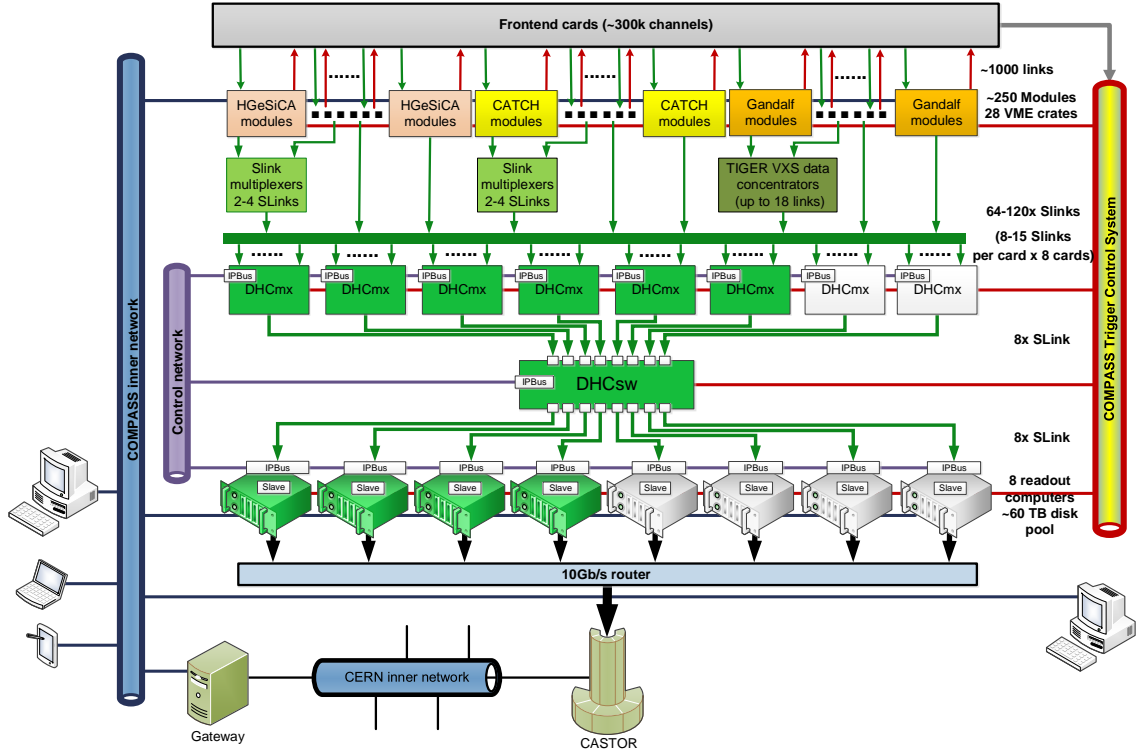 Frontend cards (~300k channels)
~1000 links
......
......
......
HGeSiCA
modules
HGeSiCA
modules
CATCH
modules
CATCH
modules
Gandalf
modules
Gandalf
modules
~250 Modules
28 VME crates
Slink
multiplexers
2-4 SLinks
Slink
multiplexers
2-4 SLinks
TIGER VXS data
concentrators
(up to 18 links)
64-120x Slinks
(8-15 Slinks
per card x 8 cards)
......
......
......
......
......
......
......
......
IPBus
DHCmx
IPBus
DHCmx
IPBus
DHCmx
IPBus
DHCmx
IPBus
DHCmx
IPBus
DHCmx
IPBus
DHCmx
IPBus
DHCmx
COMPASS inner network
Control network
COMPASS Trigger Control System
8x SLink
IPBus
DHCsw
8x SLink
IPBus
IPBus
IPBus
IPBus
IPBus
IPBus
IPBus
IPBus
Slave
Slave
Slave
Slave
Slave
Slave
Slave
Slave
8 readout
computers
~60 TB disk
pool
10Gb/s router
CERN inner network
Gateway
CASTOR